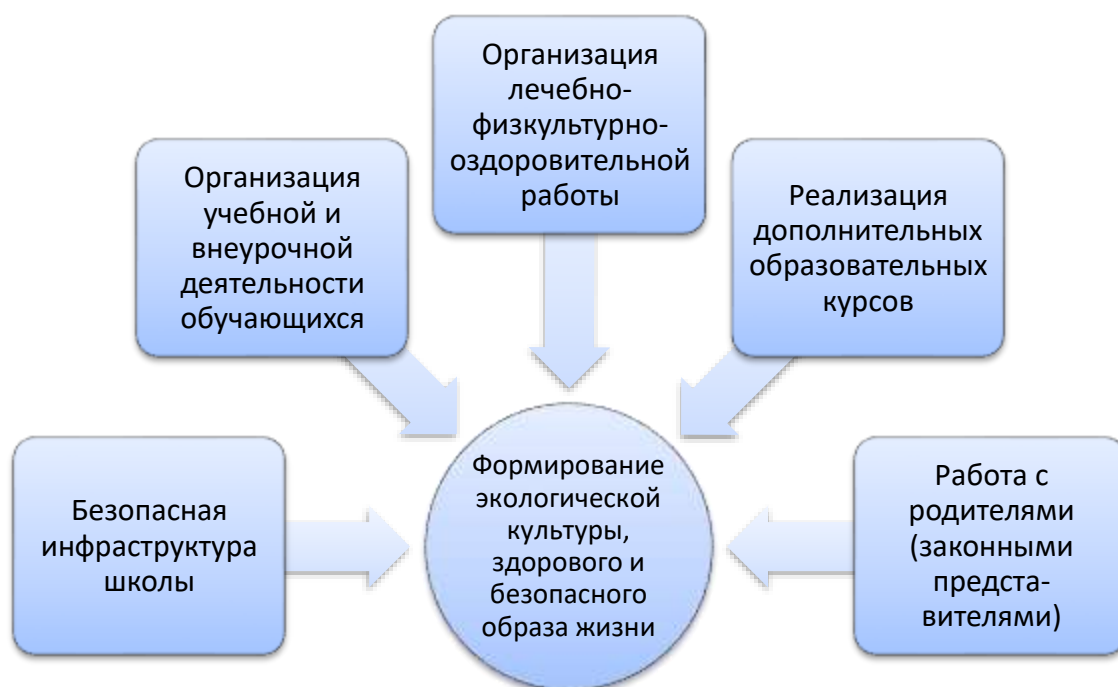 Организация
лечебно-
физкультурно-
оздоровительной
работы
Организация
учебной и
внеурочной
деятельности
обучающихся
Реализация
дополнительных
образовательных
курсов
Безопасная
инфраструктура
школы
Формирование
экологической
культуры,
здорового и
безопасного
образа жизни
Работа с
родителями
(законными
предста-
вителями)